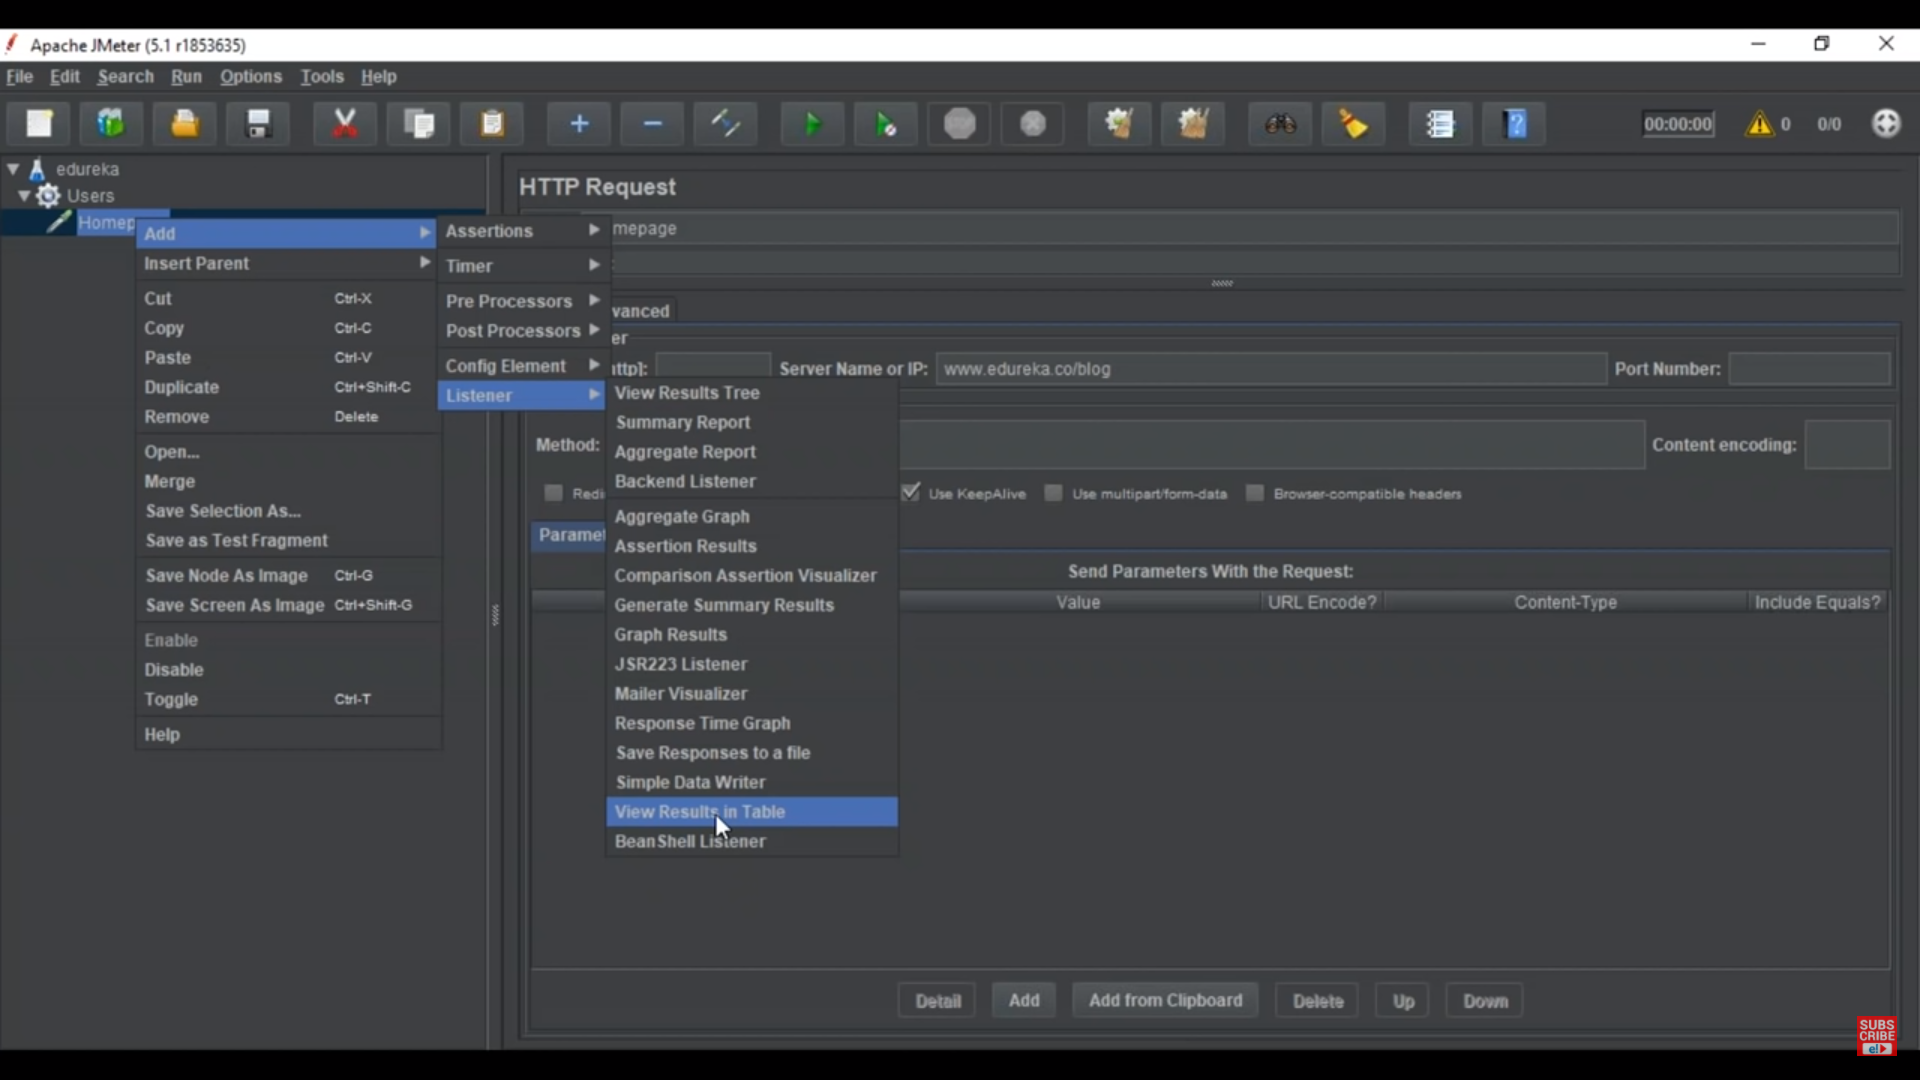 Apache JMeter (5.1 r1853635)
File Edit Search Run Options Tools Help
00:00:00 0 0/0
edureka
Users
Homep
Add
Insert Parent
Cut Ctrl-X
Copy Ctrl-C
Paste Ctrl-V
Duplicate Ctrl+Shift-C
Remove Delete
Open...
Merge
Save Selection As...
Save as Test Fragment
Save Node As Image Ctrl-G
Save Screen As Image Ctrl+Shift-G
Enable
Disable
Toggle Ctrl-T
Help
Assertions
Timer
Pre Processors
Post Processors
Config Element
Listener
View Results Tree
Summary Report
Aggregate Report
Backend Listener
Aggregate Graph
Assertion Results
Comparison Assertion Visualizer
Generate Summary Results
Graph Results
JSR223 Listener
Mailer Visualizer
Response Time Graph
Save Responses to a file
Simple Data Writer
View Results in Table
BeanShell Listener
HTTP Request
mepage
vanced
er
http]: Server Name or IP: www.edureka.co/blog Port Number:
Method: Content encoding:
Redi Use KeepAlive Use multipart/form-data Browser-compatible headers
Paramet
Send Parameters With the Request:
Value URL Encode? Content-Type Include Equals?
Detail Add Add from Clipboard Delete Up Down
SUBS
CRIBE
e!